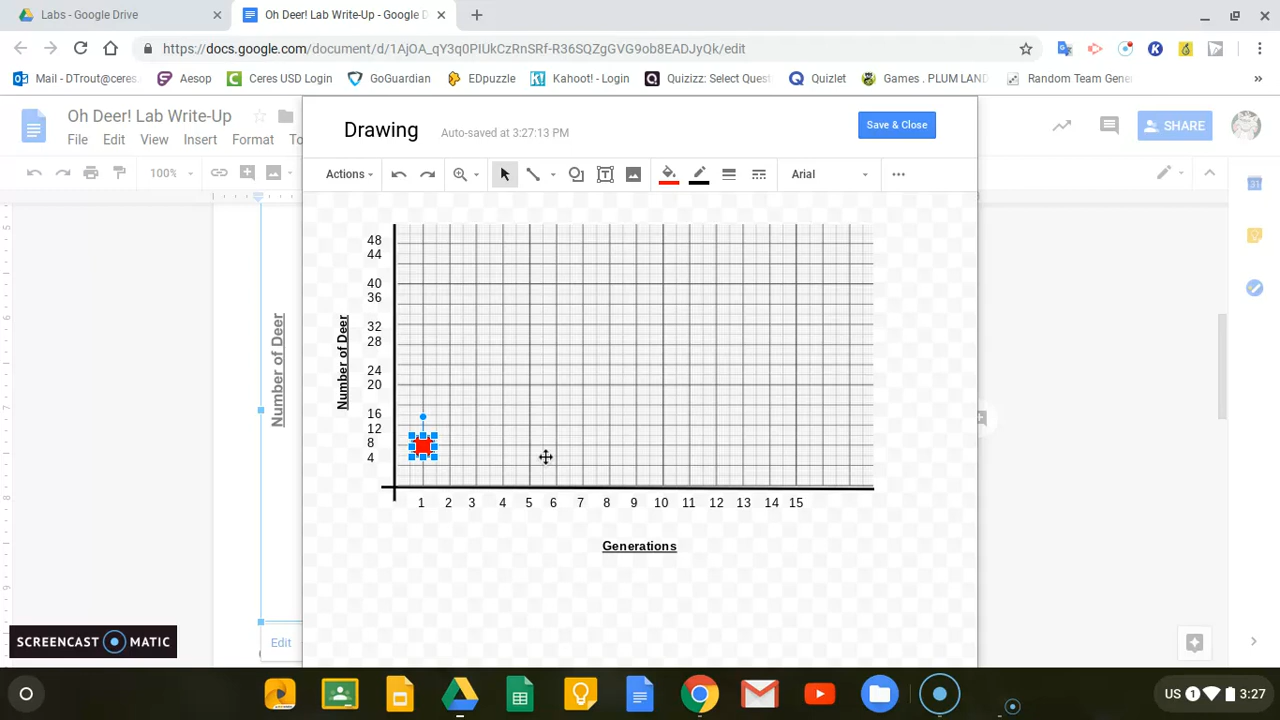 Labs - Google Drive
Oh Deer! Lab Write-Up - Google D
https://docs.google.com/document/d/1AjOA_qY3q0PIUkCzRnSRf-R36SQZgGVG9ob8EADJyQk/edit
Mail - DTrout@ceres
Aesop
Ceres USD Login
GoGuardian
EDpuzzle
Kahoot! - Login
Quizizz: Select Quest
Quizlet
Games . PLUM LAND
Random Team Gene
Oh Deer! Lab Write-Up
File Edit View Insert Format To
SHARE
100%
Drawing
Auto-saved at 3:27:13 PM
Save & Close
Actions
Arial
Number of Deer
Number of Deer
48
44
40
36
32
28
24
20
16
12
8
4
1 2 3 4 5 6 7 8 9 10 11 12 13 14 15
Generations
Edit
SCREENCAST MATIC
US 1 3:27